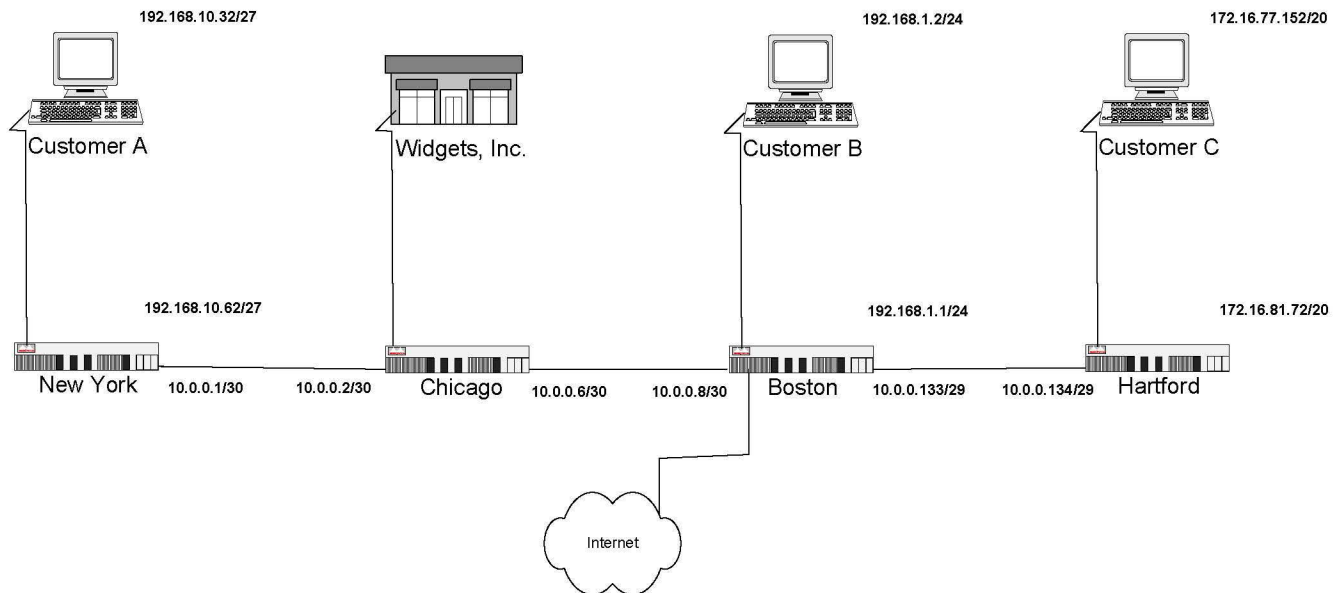 192.168.10.32/27
192.168.1.2/24
172.16.77.152/20
Customer A
Widgets, Inc.
Customer B
Customer C
192.168.10.62/27
192.168.1.1/24
172.16.81.72/20
New York
10.0.0.1/30
10.0.0.2/30
Chicago
10.0.0.6/30
10.0.0.8/30
Boston
10.0.0.133/29
10.0.0.134/29
Hartford
Internet